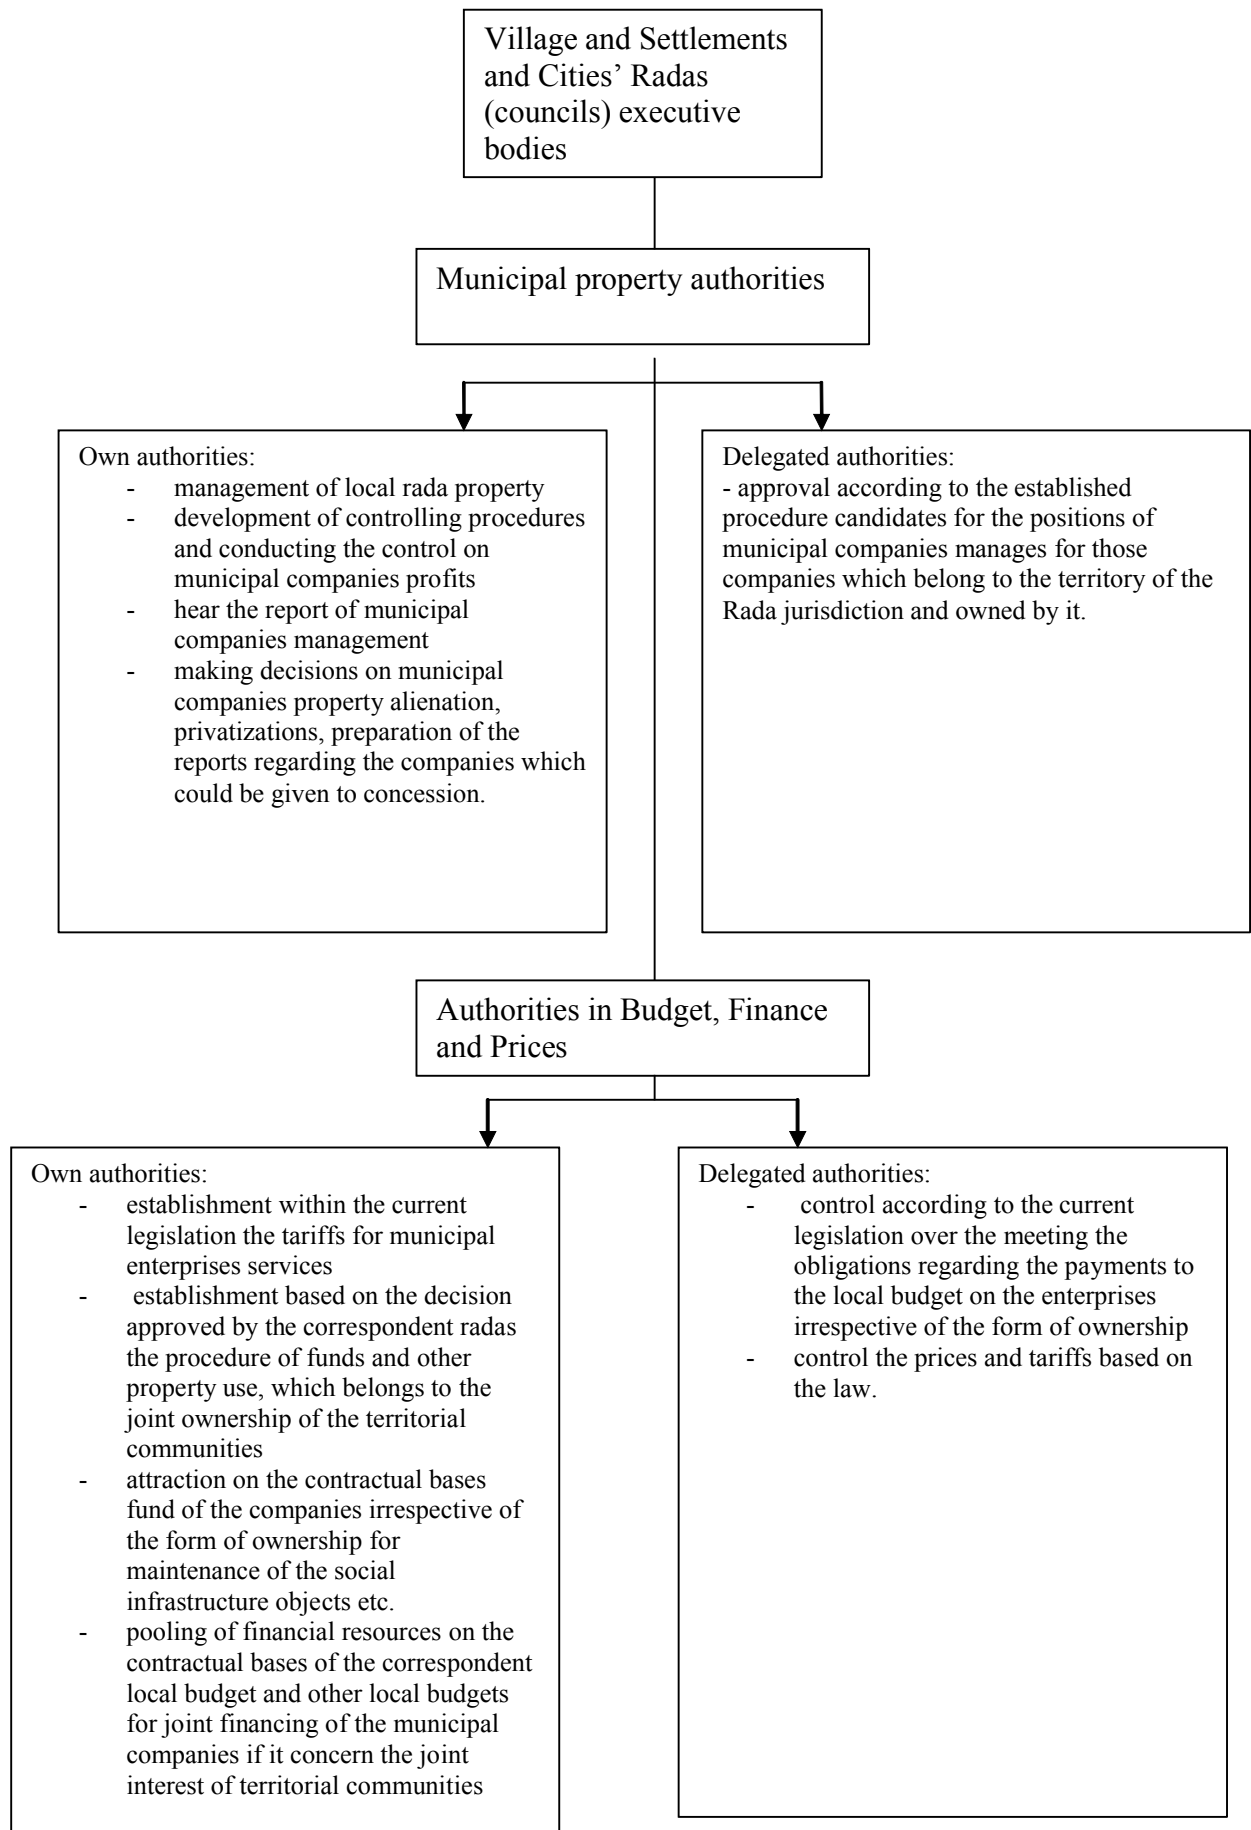 Village and Settlements
and Cities’ Radas
(councils) executive
bodies
Municipal property authorities
Own authorities:
- management of local rada property
- development of controlling procedures
and conducting the control on
municipal companies profits
- hear the report of municipal
companies management
- making decisions on municipal
companies property alienation,
privatizations, preparation of the
reports regarding the companies which
could be given to concession.
Delegated authorities:
- approval according to the established
procedure candidates for the positions of
municipal companies manages for those
companies which belong to the territory of the
Rada jurisdiction and owned by it.
Authorities in Budget, Finance
and Prices
Own authorities:
- establishment within the current
legislation the tariffs for municipal
enterprises services
- establishment based on the decision
approved by the correspondent radas
the procedure of funds and other
property use, which belongs to the
joint ownership of the territorial
communities
- attraction on the contractual bases
fund of the companies irrespective of
the form of ownership for
maintenance of the social
infrastructure objects etc.
- pooling of financial resources on the
contractual bases of the correspondent
local budget and other local budgets
for joint financing of the municipal
companies if it concern the joint
interest of territorial communities
Delegated authorities:
- control according to the current
legislation over the meeting the
obligations regarding the payments to
the local budget on the enterprises
irrespective of the form of ownership
- control the prices and tariffs based on
the law.